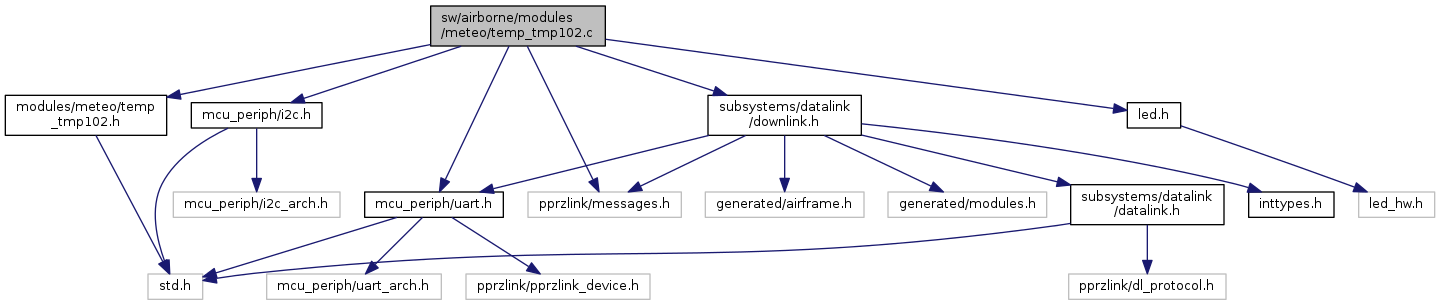 sw/airborne/modules
/meteo/temp_tmp102.c
modules/meteo/temp
_tmp102.h
mcu_periph/i2c.h
subsystems/datalink
/downlink.h
led.h
mcu_periph/i2c_arch.h
mcu_periph/uart.h
pprzlink/messages.h
generated/airframe.h
generated/modules.h
subsystems/datalink
/datalink.h
inttypes.h
led_hw.h
std.h
mcu_periph/uart_arch.h
pprzlink/pprzlink_device.h
pprzlink/dl_protocol.h